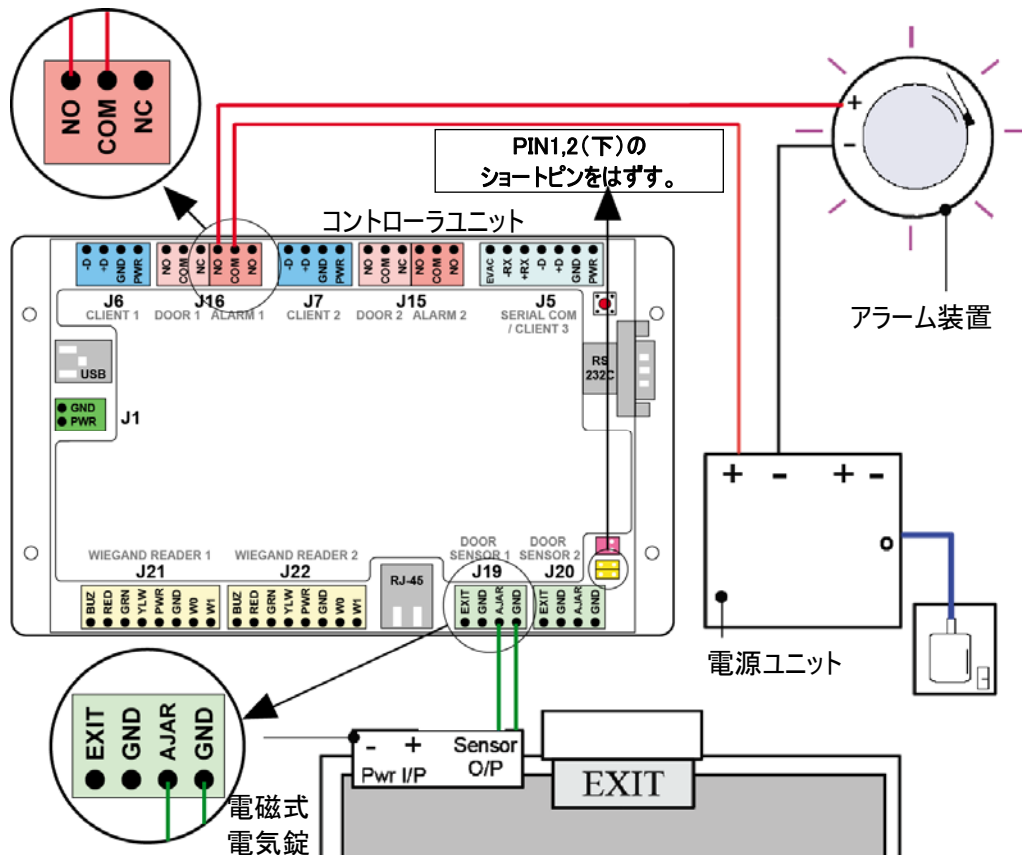 NO
COM
NC
PIN1,2(下)の
ショートピンをはずす。
コントローラユニット
+
-
アラーム装置
-D
+D
GND
PWR
NO
COM
NC
NO
COM
NO
-D
+D
GND
PWR
NO
COM
NC
NO
COM
NO
EVAC
-RX
+RX
-D
+D
GND
PWR
J6
J16
J7
J15
J5
CLIENT 1
DOOR 1
ALARM 1
CLIENT 2
DOOR 2
ALARM 2
SERIAL COM
/ CLIENT 3
USB
RS
232C
GND
PWR
J1
+ - + -
O
電源ユニット
WIEGAND READER 1
J21
WIEGAND READER 2
J22
RJ-45
DOOR
SENSOR 1
J19
DOOR
SENSOR 2
J20
BUZ
RED
GRN
YLW
PWR
GND
W0
W1
BUZ
RED
GRN
YLW
PWR
GND
W0
W1
EXIT
GND
AJAR
GND
EXIT
GND
AJAR
GND
EXIT
GND
AJAR
GND
- + Sensor
Pwr I/P O/P
EXIT
電磁式
電気錠